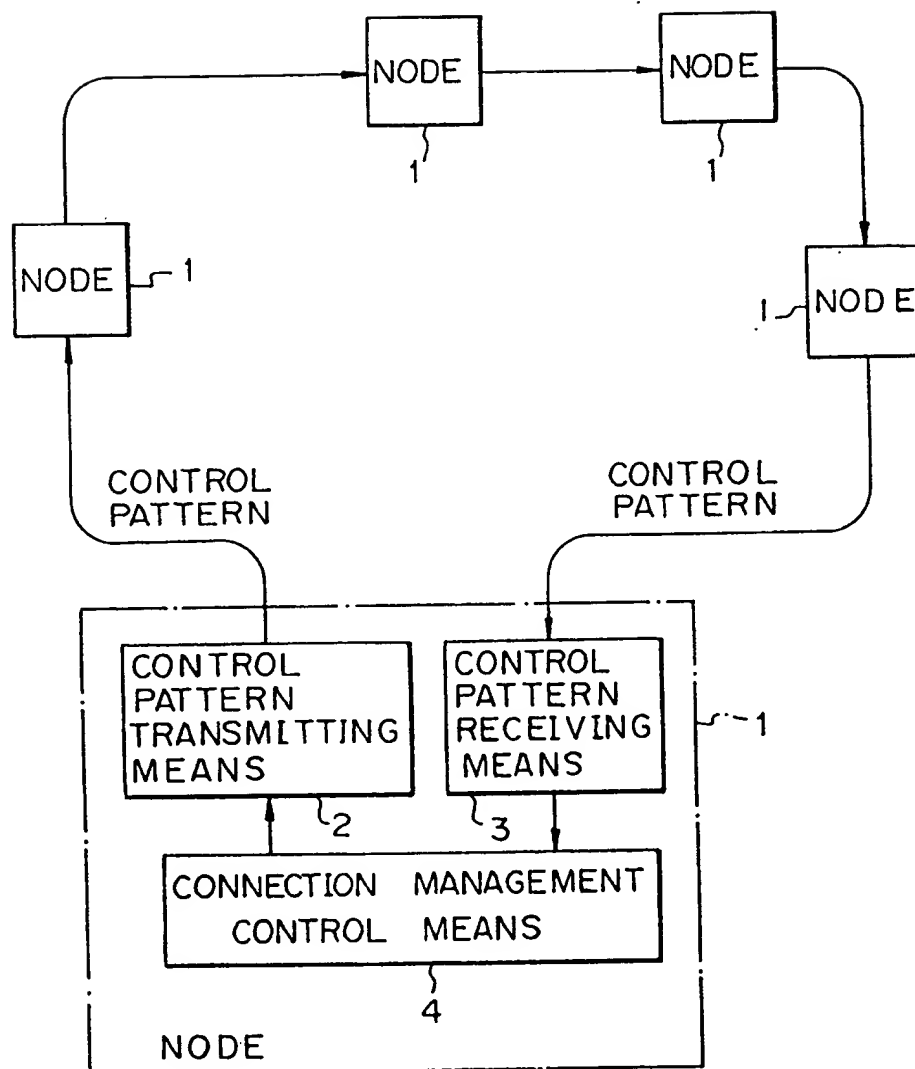 NODE
NODE
1
1
NODE
1
1
NODE
CONTROL
PATTERN
CONTROL
PATTERN
CONTROL
PATTERN
TRANSMITTING
MEANS
2
CONTROL
PATTERN
RECEIVING
MEANS
3
1
CONNECTION MANAGEMENT
CONTROL MEANS
4
NODE